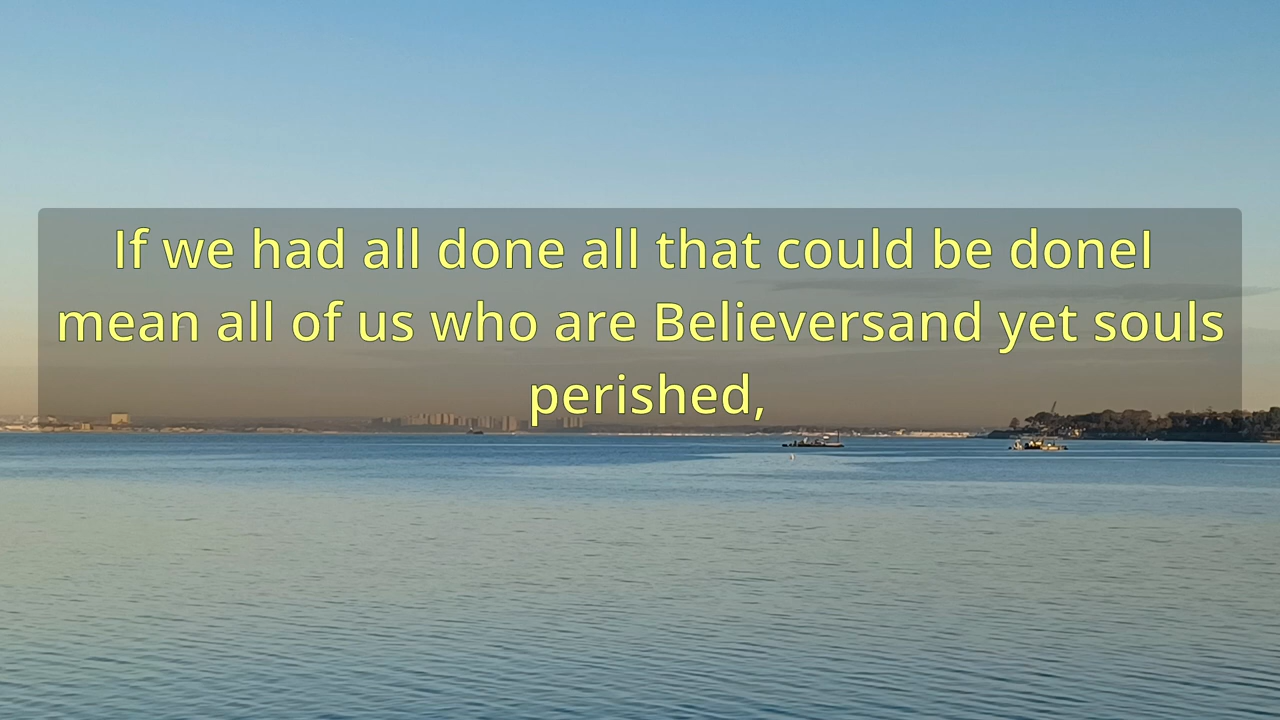 If we had all done all that could be doneI
mean all of us who are Believersand yet souls
perished,